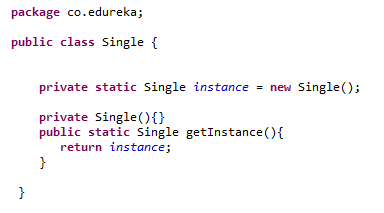 package co.edureka;
public class Single {
private static Single instance = new Single();
private Single(){}
public static Single getInstance(){
return instance;
}
}